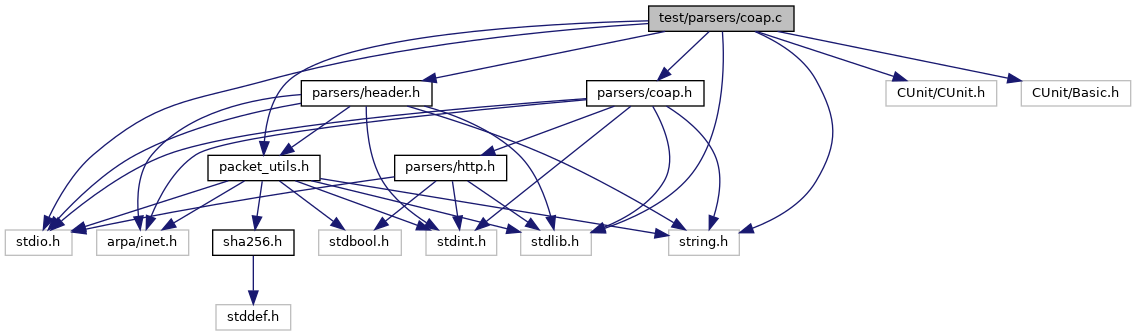 test/parsers/coap.c
parsers/header.h
parsers/coap.h
CUnit/CUnit.h
CUnit/Basic.h
packet_utils.h
parsers/http.h
stdio.h
arpa/inet.h
sha256.h
stdbool.h
stdint.h
stdlib.h
string.h
stddef.h